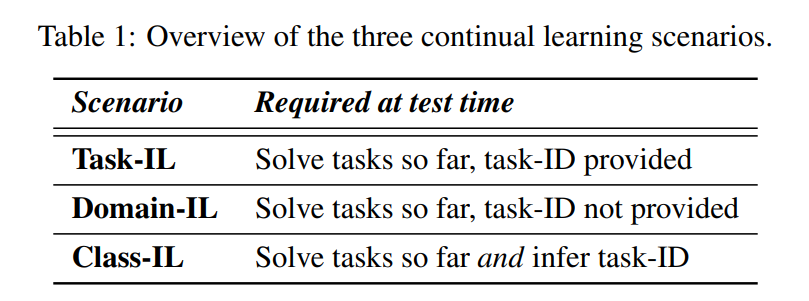 Table 1: Overview of the three continual learning scenarios.
Scenario Required at test time
Task-IL Solve tasks so far, task-ID provided
Domain-IL Solve tasks so far, task-ID not provided
Class-IL Solve tasks so far and infer task-ID